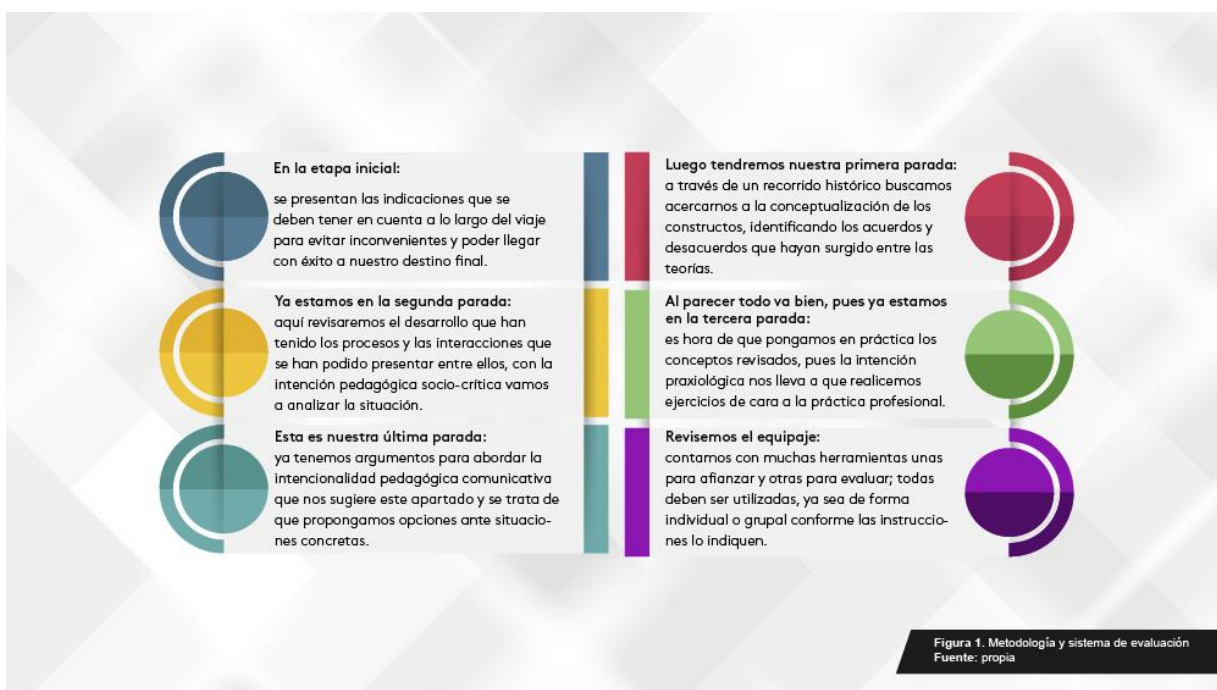 En la etapa inicial:
se presentan las indicaciones que se
deben tener en cuenta a lo largo del viaje
para evitar inconvenientes y poder llegar
con éxito a nuestro destino final.
Luego tendremos nuestra primera parada:
a través de un recorrido histórico buscamos
acercarnos a la conceptualización de los
constructos, identificando los acuerdos y
desacuerdos que hayan surgido entre las
teorías.
Ya estamos en la segunda parada:
aquí revisaremos el desarrollo que han
tenido los procesos y las interacciones que
se han podido presentar entre ellos, con la
intención pedagógica socio-crítica vamos
a analizar la situación.
Al parecer todo va bien, pues ya estamos
en la tercera parada:
es hora de que pongamos en práctica los
conceptos revisados, pues la intención
praxiológica nos lleva a que realicemos
ejercicios de cara a la práctica profesional.
Esta es nuestra última parada:
ya tenemos argumentos para abordar la
intencionalidad pedagógica comunicativa
que nos sugiere este apartado y se trata de
que propongamos opciones ante situacio-
nes concretas.
Revisemos el equipaje:
contamos con muchas herramientas unas
para afianzar y otras para evaluar; todas
deben ser utilizadas, ya sea de forma
individual o grupal conforme las instruccio-
nes lo indiquen.
Figura 1. Metodología y sistema de evaluación
Fuente: propia